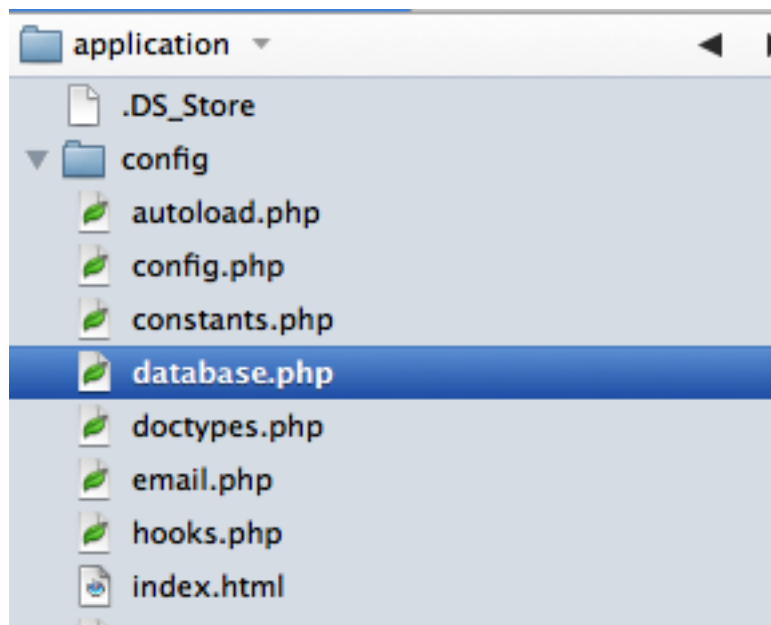 application
.DS_Store
config
autoload.php
config.php
constants.php
database.php
doctypes.php
email.php
hooks.php
index.html